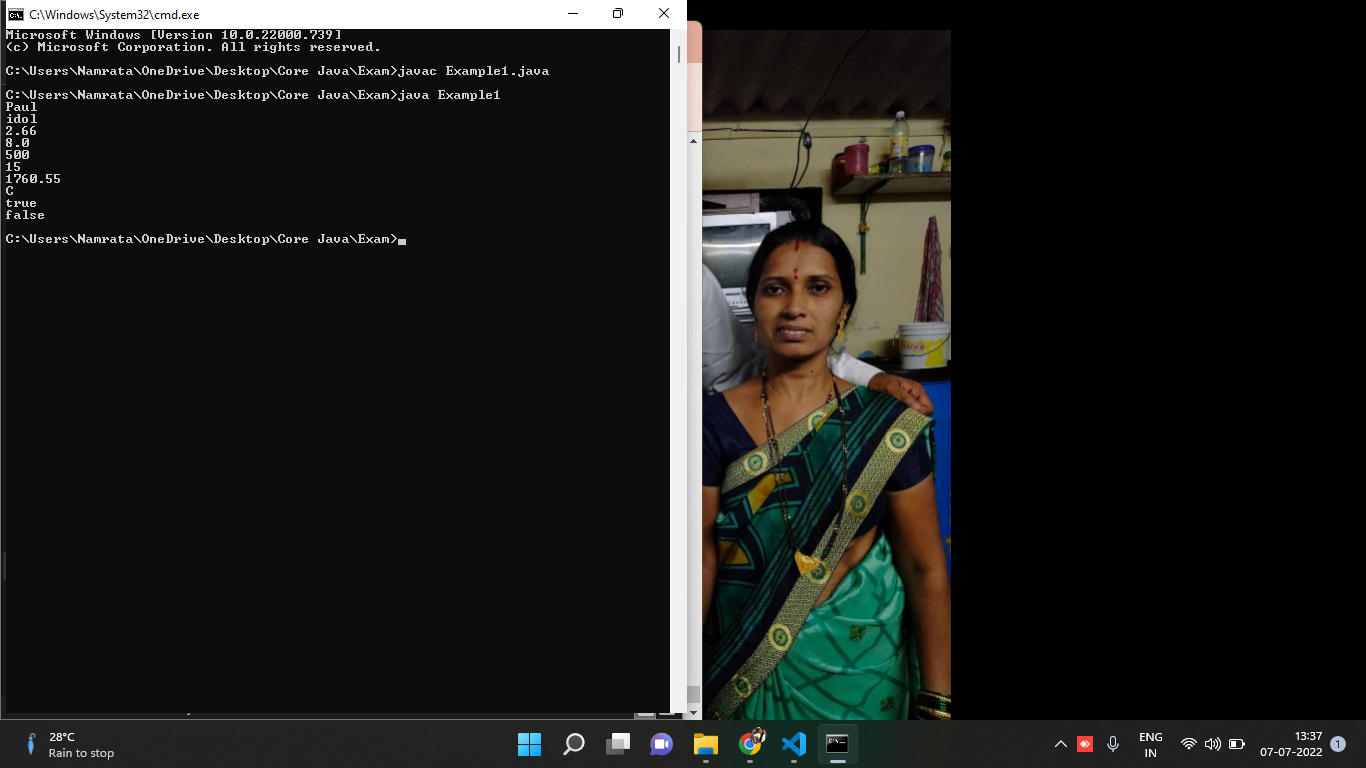 C:\Windows\System32\cmd.exe
Microsoft Windows [Version 10.0.22000.739]
(c) Microsoft Corporation. All rights reserved.
C:\Users\Namrata\OneDrive\Desktop\Core Java\Exam>javac Example1.java
C:\Users\Namrata\OneDrive\Desktop\Core Java\Exam>java Example1
Paul
idol
2.66
8.0
500
15
1760.55
C
true
false
C:\Users\Namrata\OneDrive\Desktop\Core Java\Exam>
28°C
Rain to stop
ENG
IN
13:37
07-07-2022
1